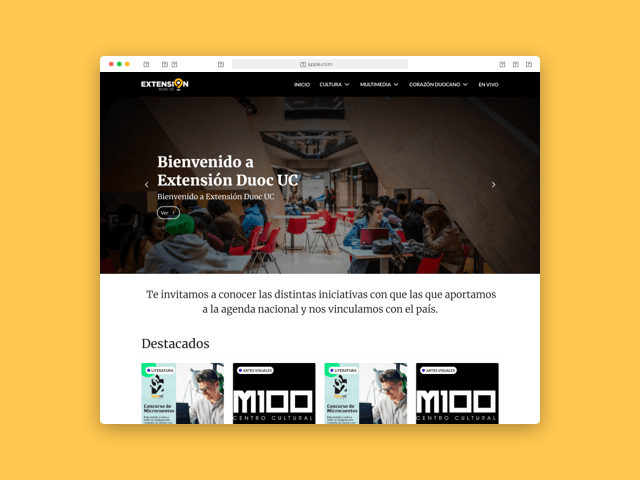 apple.com
EXTENSIÓN
DUOC UC
INICIO CULTURA MULTIMEDIA CORAZÓN DUOCANO EN VIVO
Bienvenido a
Extensión Duoc UC
Bienvenido a Extensión Duoc UC
Ver
Te invitamos a conocer las distintas iniciativas con que las que aportamos
a la agenda nacional y nos vinculamos con el país.
Destacados
LITERATURA
Concurso de
Microcuentos
ARTES VISUALES
M100
CENTRO CULTURAL
LITERATURA
Concurso de
Microcuentos
ARTES VISUALES
M100
CENTRO CULTURAL